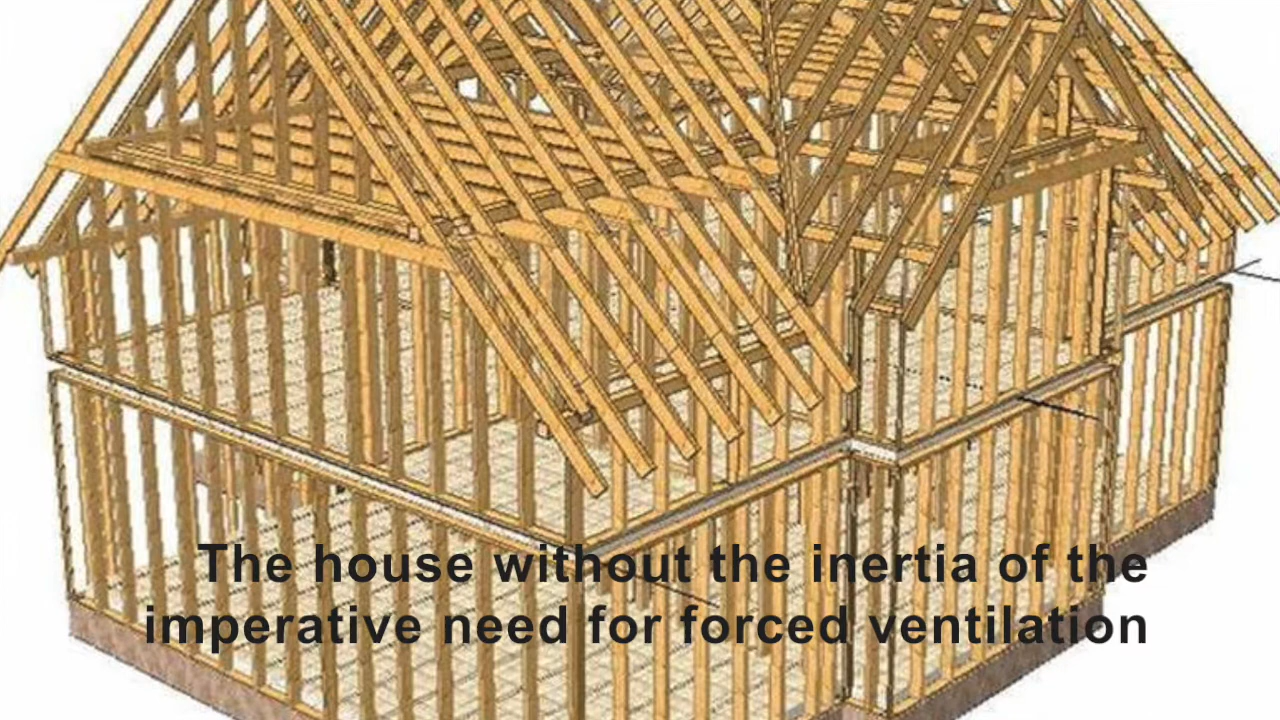 The house without the inertia of the
imperative need for forced ventilation